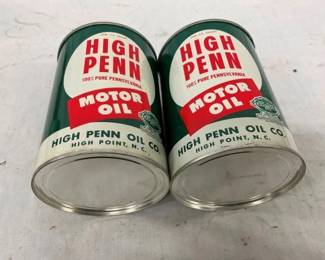 HIGH
PENN
100% PURE PENNSYLVANIA
MOTOR
OIL
HIGH PENN OIL CO.
HIGH POINT, N.C.
HIGH
PENN
100% PURE PENNSYLVANIA
MOTOR
OIL
HIGH PENN OIL CO.
HIGH POINT, N.C.